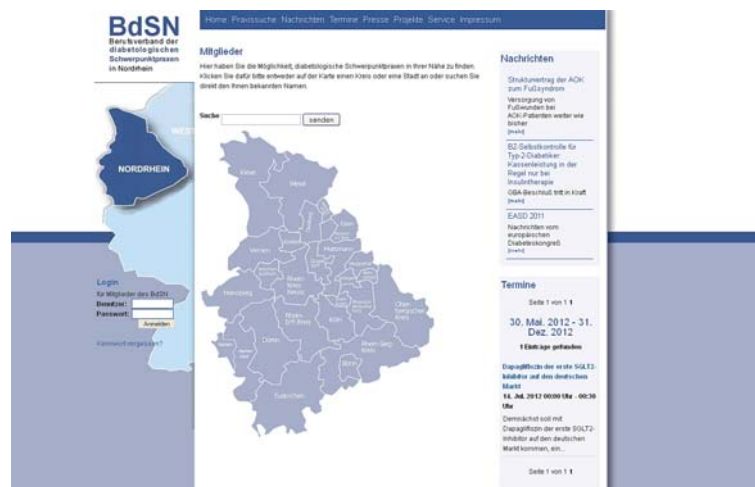 BdSN
Berufsverband der
diabetologischen
Schwerpunktpraxen
in Nordrhein
Home Praxissuche Nachrichten Termine Presse Projekte Service Impressum
Mitglieder
Hier haben Sie die Möglichkeit, diabetologische Schwerpunktpraxen in Ihrer Nähe zu finden.
Klicken Sie dafür bitte entweder auf der Karte einen Kreis oder eine Stadt an oder suchen Sie
direkt den Ihnen bekannten Namen.
Suche
senden
WEST
NORDRHEIN
Kleve
Wesel
Essen
Viersen
Krefeld
Mettmann
Rhein-
Kreis
Neuss
Heinsberg
Rhein-
Erft-Kreis
Köln
Ober-
bergischer
Kreis
Düren
Rhein-Sieg-
Kreis
Bonn
Euskirchen
Login
für Mitglieder des BdSN
Benutzer:
Passwort:
Anmelden
Kennwort vergessen?
Nachrichten
Strukturvertrag der AOK
zum Fußsyndrom
Versorgung von
Fußwunden bei
AOK-Patienten weiter wie
bisher
[mehr]
BZ-Selbstkontrolle für
Typ-2-Diabetiker:
Kassenleistung in der
Regel nur bei
Insulintherapie
GBA-Beschluß tritt in Kraft
[mehr]
EASD 2011
Nachrichten vom
europäischen
Diabeteskongreß
[mehr]
Termine
Seite 1 von 1 1
30. Mai. 2012 - 31.
Dez. 2012
1 Einträge gefunden
Dapagliflozin der erste SGLT2-
Inhibitor auf den deutschen
Markt
14. Jul. 2012 00:00 Uhr - 00:30
Uhr
Demnächst soll mit
Dapagliflozin der erste SGLT2-
Inhibitor auf den deutschen
Markt kommen, ein...
Seite 1 von 1 1